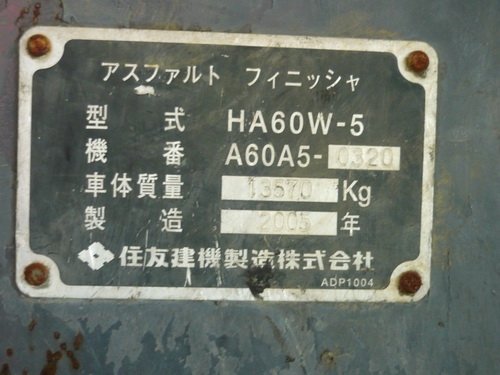 アスファルト フィニッシャ
型 式 HA60W-5
機 番 A60A5-0320
車体質量 13570 Kg
製 造 2005 年
住友建機製造株式会社
ADP1004